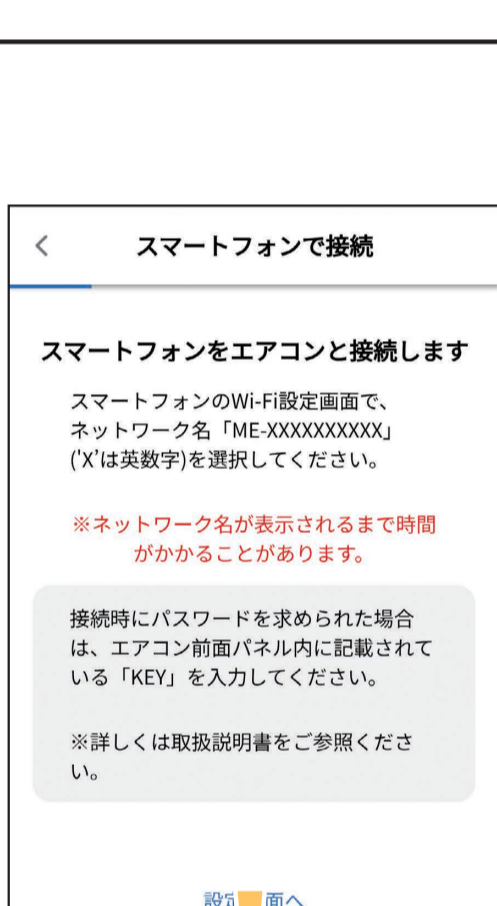 スマートフォンで接続
スマートフォンをエアコンと接続します
スマートフォンのWi-Fi設定画面で、
ネットワーク名「ME-XXXXXXXXXX」
('X’は英数字)を選択してください。
※ネットワーク名が表示されるまで時間
がかかることがあります。
接続時にパスワードを求められた場合
は、エアコン前面パネル内に記載されて
いる「KEY」を入力してください。
※詳しくは取扱説明書をご参照くださ
い。